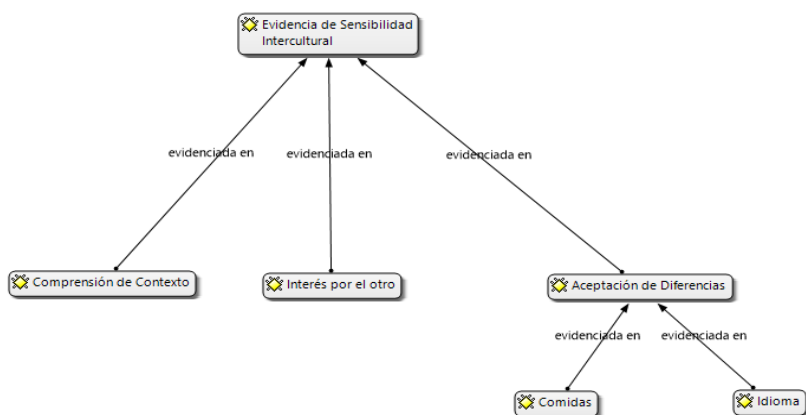 Evidencia de Sensibilidad
Intercultural
evidenciada en
evidenciada en
evidenciada en
Comprensión de Contexto
Interés por el otro
Aceptación de Diferencias
evidenciada en
evidenciada en
Comidas
Idioma